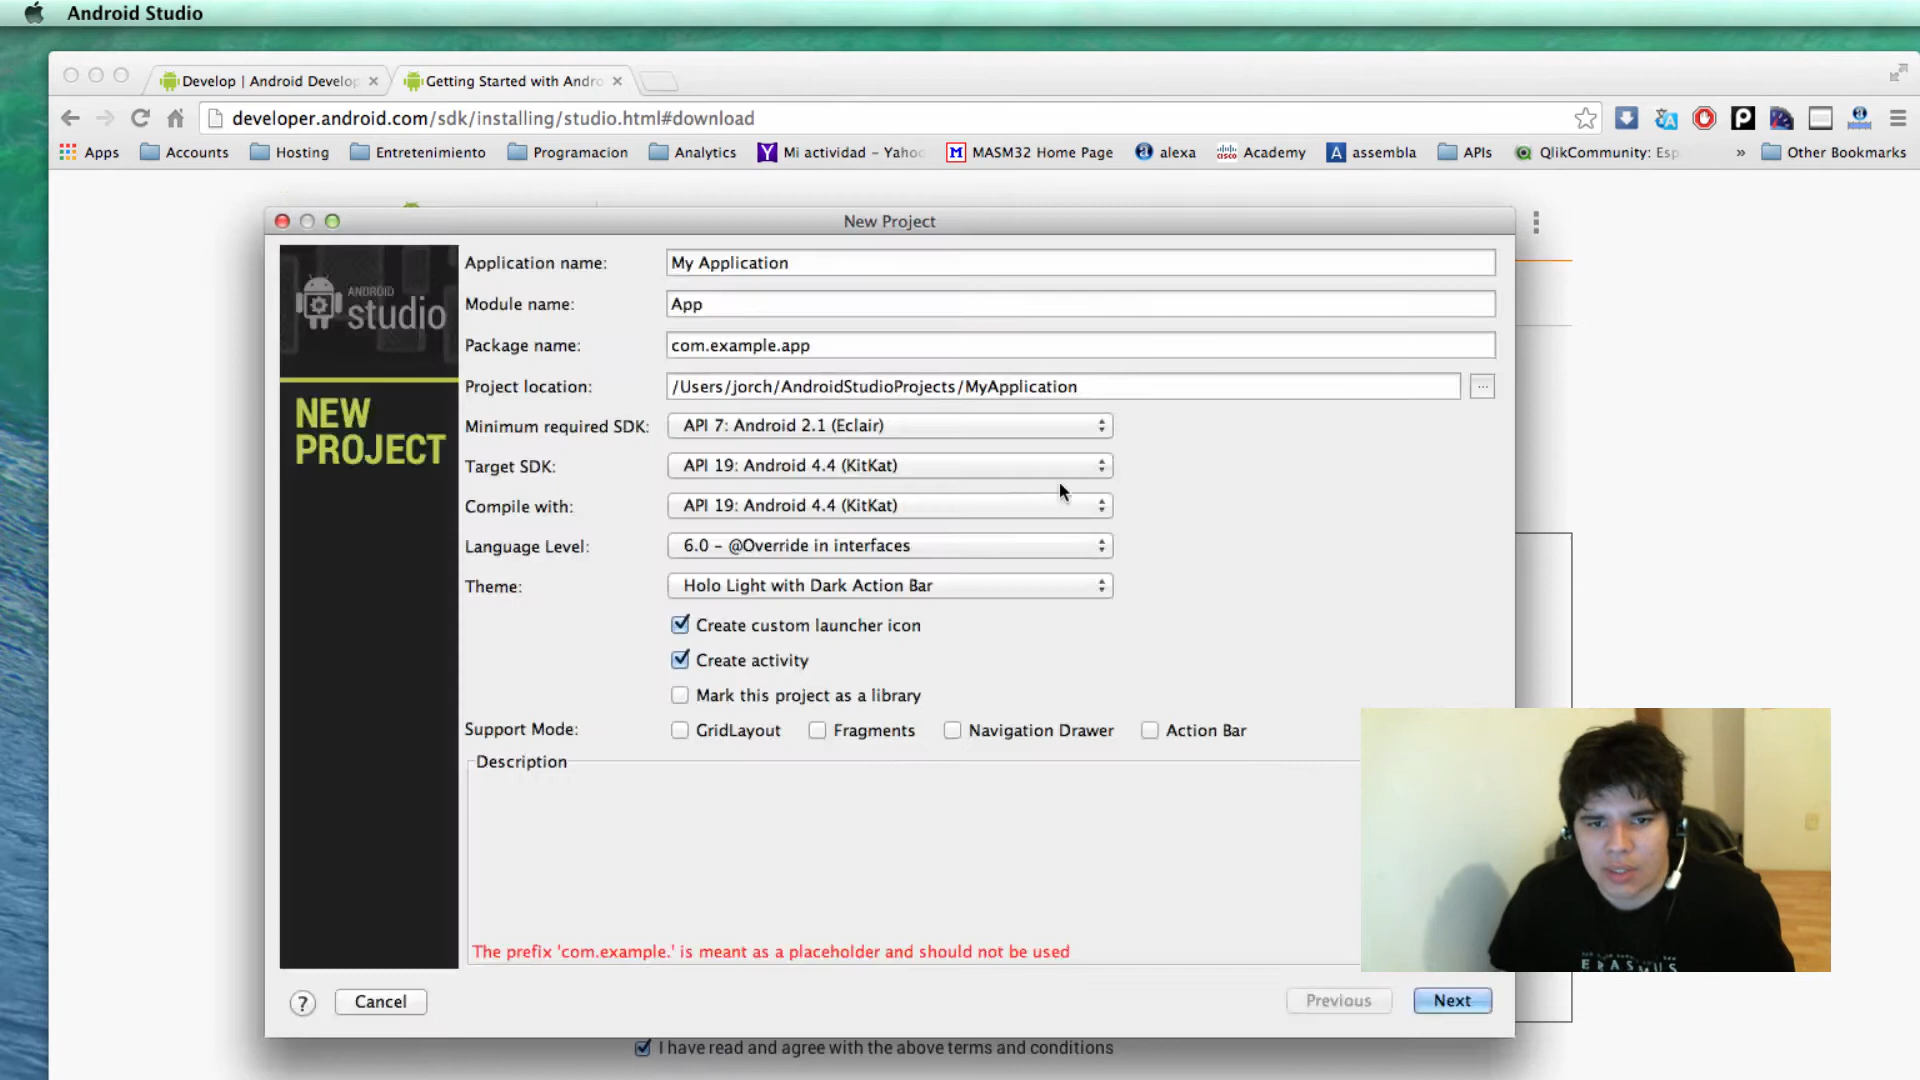 Android Studio
Develop | Android Develop
Getting Started with Andro
developer.android.com/sdk/installing/studio.html#download
Apps
Accounts
Hosting
Entretenimiento
Programacion
Analytics
Mi actividad – Yahoo
MASM32 Home Page
alexa
Academy
assembla
APIs
QlikCommunity: Esp
»
Other Bookmarks
New Project
ANDROID
studio
NEW
PROJECT
Application name:
My Application
Module name:
App
Package name:
com.example.app
Project location:
/Users/jorch/AndroidStudioProjects/MyApplication
...
Minimum required SDK:
API 7: Android 2.1 (Eclair)
Target SDK:
API 19: Android 4.4 (KitKat)
Compile with:
API 19: Android 4.4 (KitKat)
Language Level:
6.0 – @Override in interfaces
Theme:
Holo Light with Dark Action Bar
Create custom launcher icon
Create activity
Mark this project as a library
Support Mode:
GridLayout
Fragments
Navigation Drawer
Action Bar
Description
The prefix 'com.example.' is meant as a placeholder and should not be used
ERASMUS
?
Cancel
Previous
Next
I have read and agree with the above terms and conditions